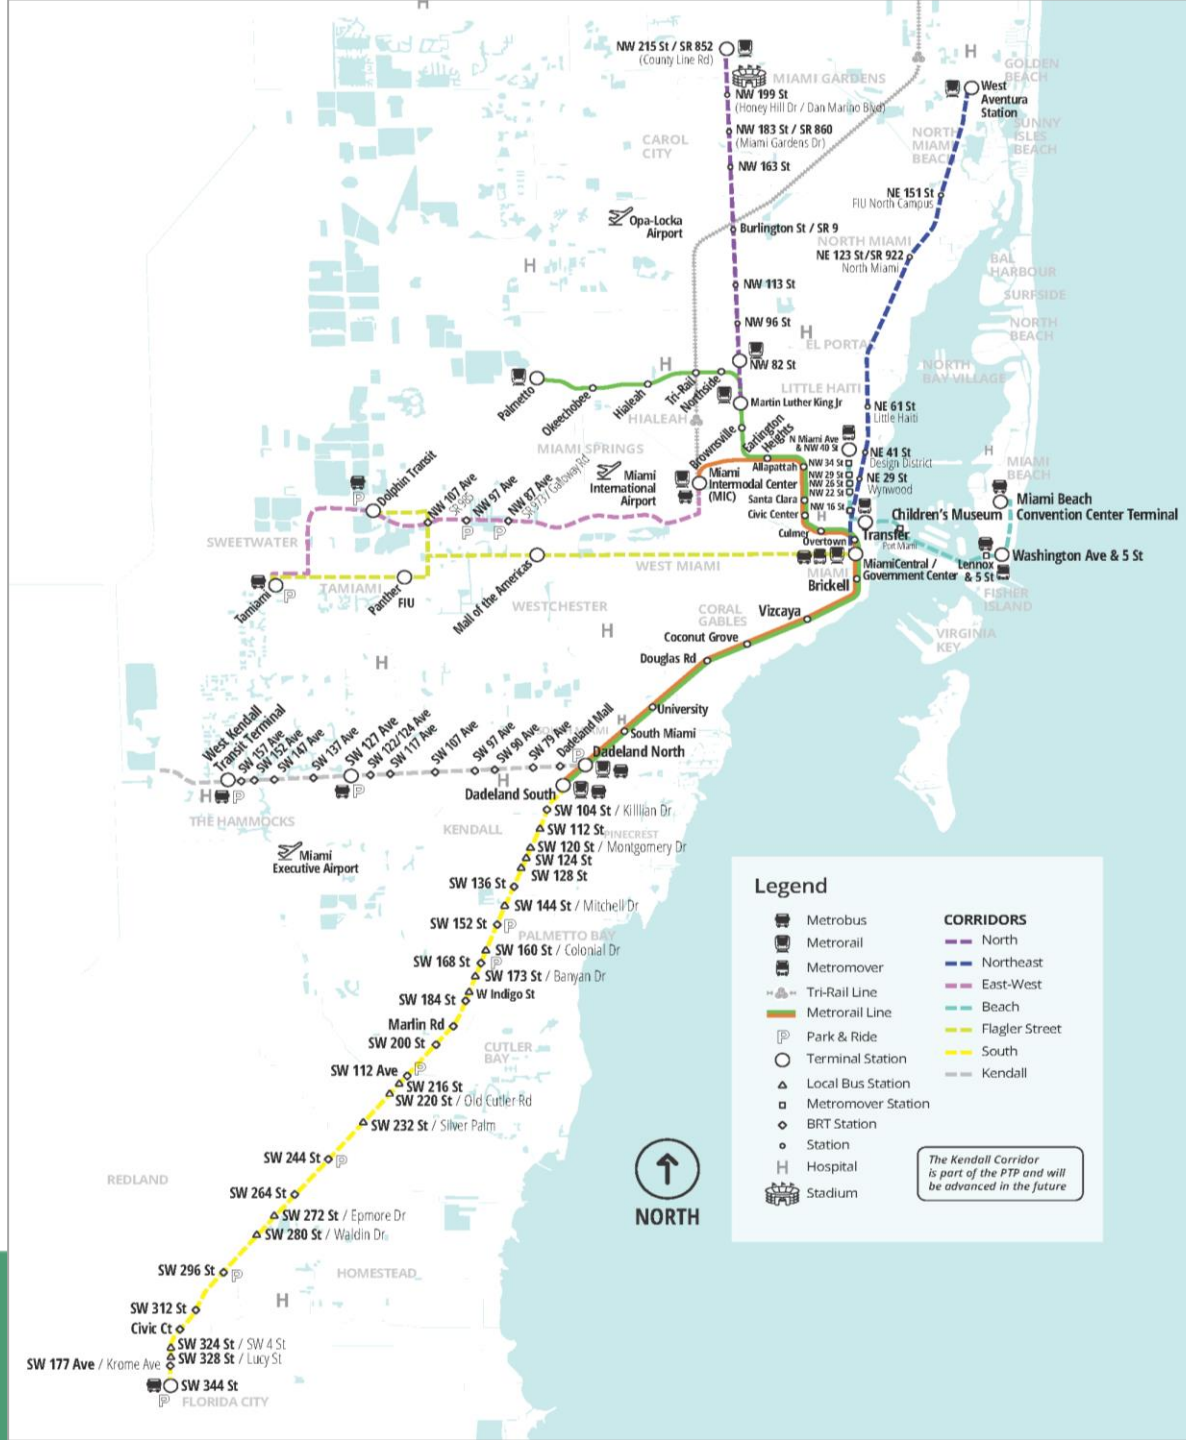 H
NW 215 St / SR 852
(County Line Rd)
MIAMI GARDENS
H
GOLDEN
BEACH
NW 199 St
(Honey Hill Dr / Dan Marino Blvd)
West
Aventura
Station
SUNNY
ISLES
BEACH
NW 183 St / SR 860
(Miami Gardens Dr)
CAROL
CITY
NORTH
MIAMI
BEACH
NW 163 St
NE 151 St
FIU North Campus
Opa-Locka
Airport
Burlington St / SR 9
NORTH MIAMI
NE 123 St/SR 922
North Miami
BAL
HARBOUR
H
NW 113 St
SURFSIDE
NW 96 St
H
NORTH
BEACH
EL PORTAL
H
NW 82 St
NORTH
BAY VILLAGE
LITTLE HAITI
Palmetto
Okeechobee
Hialeah
Tri-Rail
Northside
Martin Luther King Jr
NE 61 St
Little Haiti
HIALEAH
MIAMI SPRINGS
Brownsville
Earlington
Heights
N Miami Ave
& NW 40 St
NE 41 St
Design District
H
MIAMI
BEACH
Allapattah
NW 34 St
NW 29 St
NW 26 St
NW 22 St
NE 29 St
Wynwood
Miami
International
Airport
Miami
Intermodal Center
(MIC)
Santa Clara
Civic Center
NW 16 St
H
Culmer
Overtown
Dolphin Transit
P
NW 107 Ave
SR 985
NW 97 Ave
P
NW 87 Ave
SR 973/ Galloway Rd
P
Children's Museum
Transfer
Port Miami
Miami Beach
Convention Center Terminal
SWEETWATER
WEST MIAMI
MIAMI
MiamiCentral /
Government Center
Lennox
& 5 St
Washington Ave & 5 St
FISHER
ISLAND
Tamiami
P
TAMIAMI
Panther
FIU
Mall of the Americas
WESTCHESTER
Brickell
CORAL
GABLES
Vizcaya
VIRGINIA
KEY
H
Coconut Grove
Douglas Rd
H
University
H
South Miami
West Kendall
Transit Terminal
SW 157 Ave
SW 152 Ave
SW 147 Ave
SW 137 Ave
SW 127 Ave
SW 122/124 Ave
SW 117 Ave
SW 107 Ave
SW 97 Ave
SW 90 Ave
SW 79 Ave
Dadeland Mall
P
Dadeland North
H
P
P
H
Dadeland South
THE HAMMOCKS
SW 104 St / Killian Dr
KENDALL
SW 112 St
PINECREST
SW 120 St / Montgomery Dr
SW 124 St
SW 128 St
Miami
Executive Airport
SW 136 St
SW 144 St / Mitchell Dr
SW 152 St
P
PALMETTO BAY
SW 160 St / Colonial Dr
SW 168 St
P
SW 173 St / Banyan Dr
W Indigo St
SW 184 St
Marlin Rd
SW 200 St
CUTLER
BAY
SW 112 Ave
P
SW 216 St
SW 220 St / Old Cutler Rd
SW 232 St / Silver Palm
SW 244 St
P
REDLAND
SW 264 St
SW 272 St / Epmore Dr
SW 280 St / Waldin Dr
SW 296 St
P
HOMESTEAD
H
SW 312 St
Civic Ct
SW 324 St / SW 4 St
SW 328 St / Lucy St
SW 177 Ave / Krome Ave
SW 344 St
P
FLORIDA CITY
NORTH
Legend
Metrobus
Metrorail
Metromover
Tri-Rail Line
Metrorail Line
P Park & Ride
Terminal Station
Local Bus Station
Metromover Station
BRT Station
Station
H Hospital
Stadium
CORRIDORS
North
Northeast
East-West
Beach
Flagler Street
South
Kendall
The Kendall Corridor
is part of the PTP and will
be advanced in the future